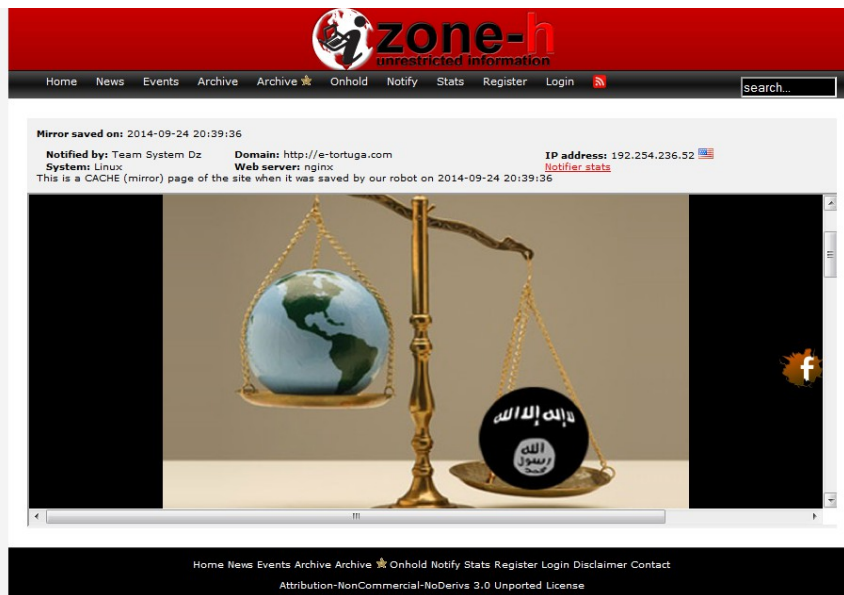 zone-h
unrestricted information
Home News Events Archive Archive Onhold Notify Stats Register Login
search...
Mirror saved on: 2014-09-24 20:39:36
Notified by: Team System Dz Domain: http://e-tortuga.com IP address: 192.254.236.52
System: Linux Web server: nginx Notifier stats
This is a CACHE (mirror) page of the site when it was saved by our robot on 2014-09-24 20:39:36
لا إله إلا الله
الله
رسول
محمد
f
Home News Events Archive Archive Onhold Notify Stats Register Login Disclaimer Contact
Attribution-NonCommercial-NoDerivs 3.0 Unported License